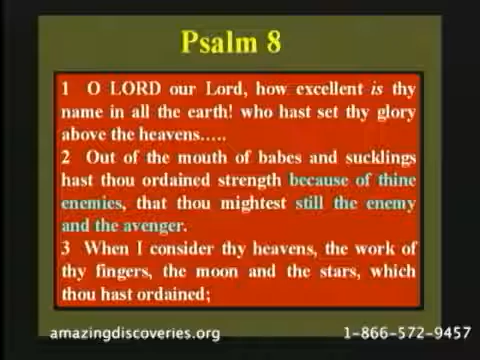 Psalm 8
1 O LORD our Lord, how excellent is thy
name in all the earth! who hast set thy glory
above the heavens.....
2 Out of the mouth of babes and sucklings
hast thou ordained strength because of thine
enemies, that thou mightest still the enemy
and the avenger.
3 When I consider thy heavens, the work of
thy fingers, the moon and the stars, which
thou hast ordained;
amazingdiscoveries.org 1-866-572-9457